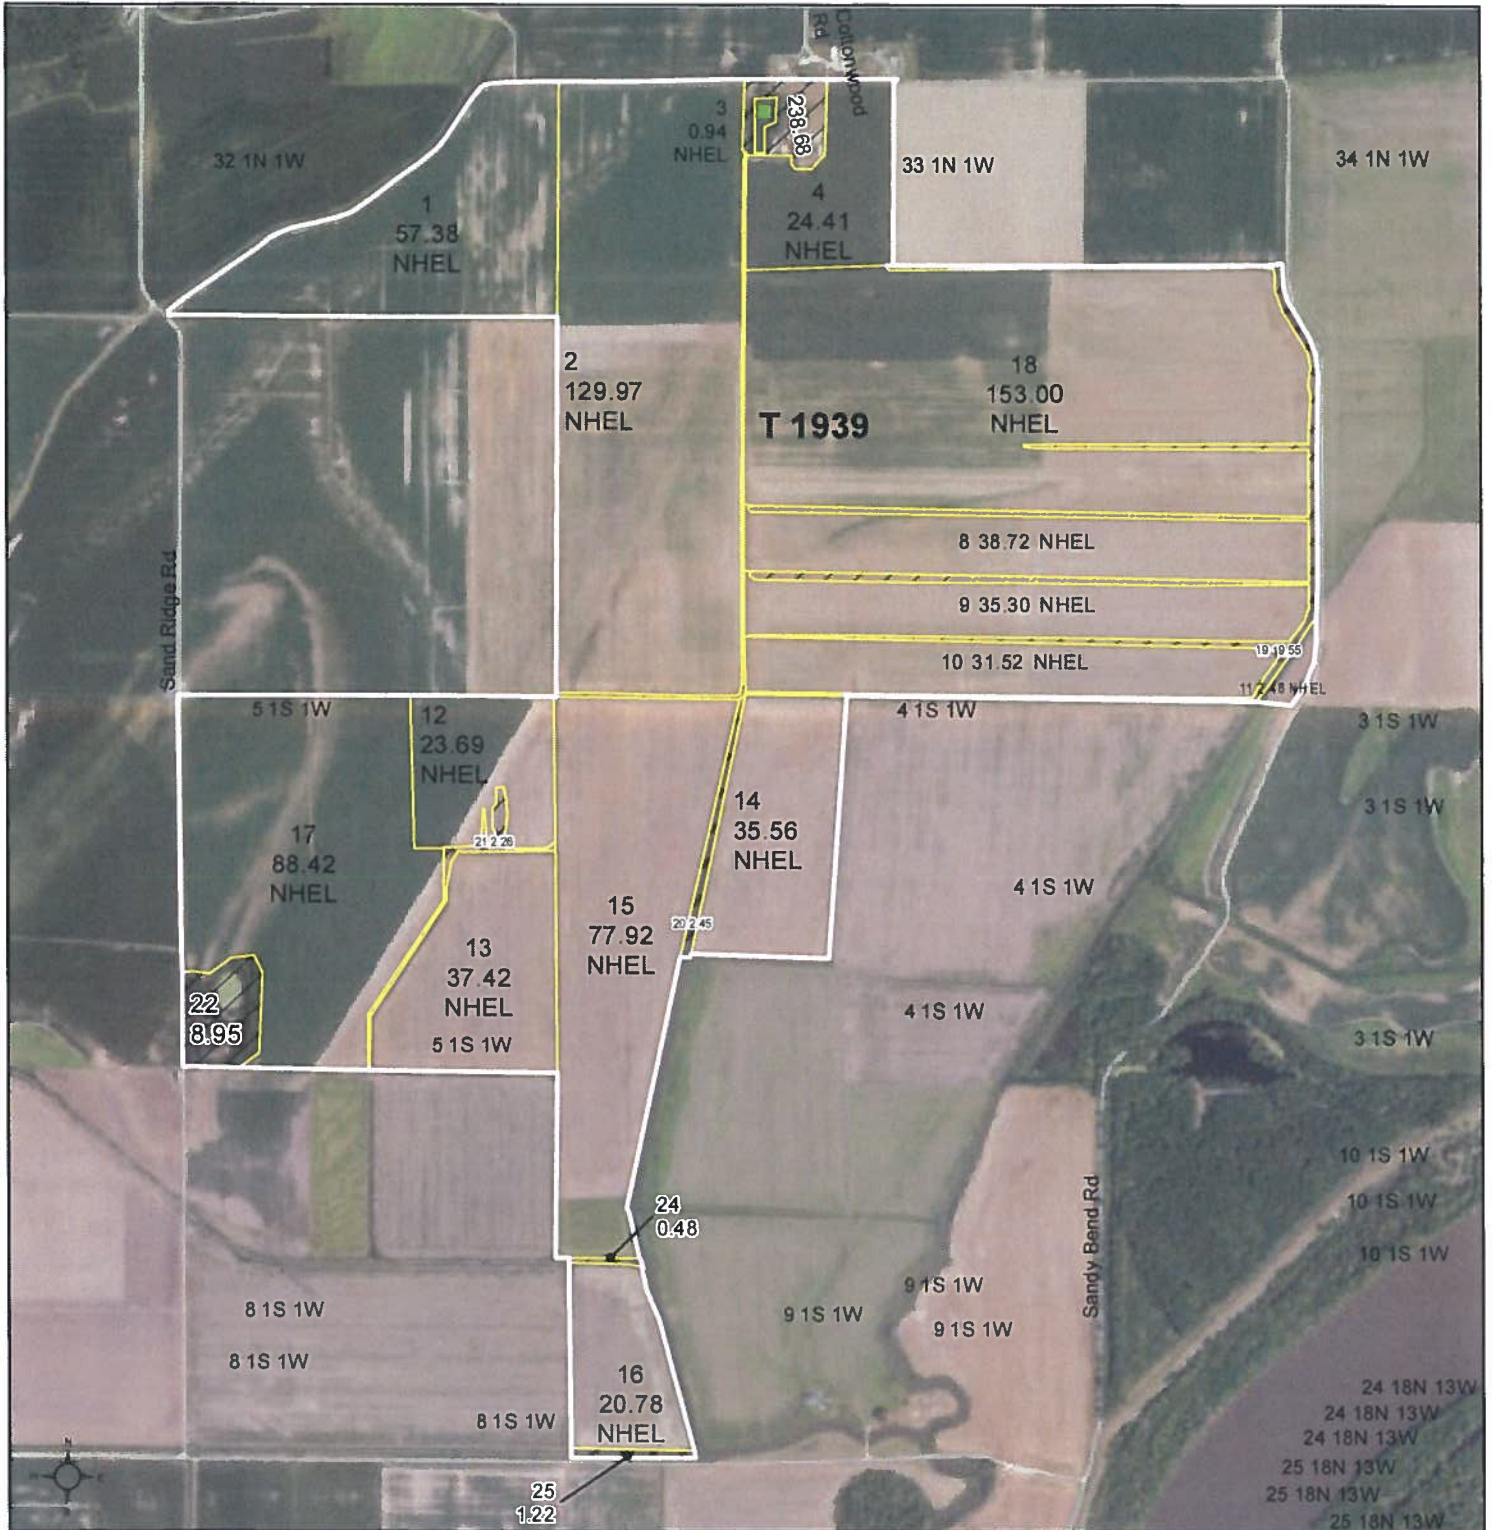 Cottonwood
Rd
32 1N 1W
3
0.94
NHEL
238.68
33 1N 1W
34 1N 1W
1
57.38
NHEL
4
24.41
NHEL
2
129.97
NHEL
18
153.00
NHEL
T 1939
8 38.72 NHEL
9 35.30 NHEL
10 31.52 NHEL
19 19.55
11 2.48 NHEL
Sand Ridge Rd
5 1S 1W
12
23.69
NHEL
4 1S 1W
3 1S 1W
3 1S 1W
14
35.56
NHEL
21 2.26
17
88.42
NHEL
4 1S 1W
15
77.92
NHEL
20 2.45
13
37.42
NHEL
22
8.95
4 1S 1W
5 1S 1W
3 1S 1W
10 1S 1W
10 1S 1W
10 1S 1W
24
0.48
Sandy Bend Rd
8 1S 1W
8 1S 1W
8 1S 1W
9 1S 1W
9 1S 1W
9 1S 1W
16
20.78
NHEL
24 18N 13W
24 18N 13W
24 18N 13W
25 18N 13W
25 18N 13W
25 18N 13W
25
1.22
N